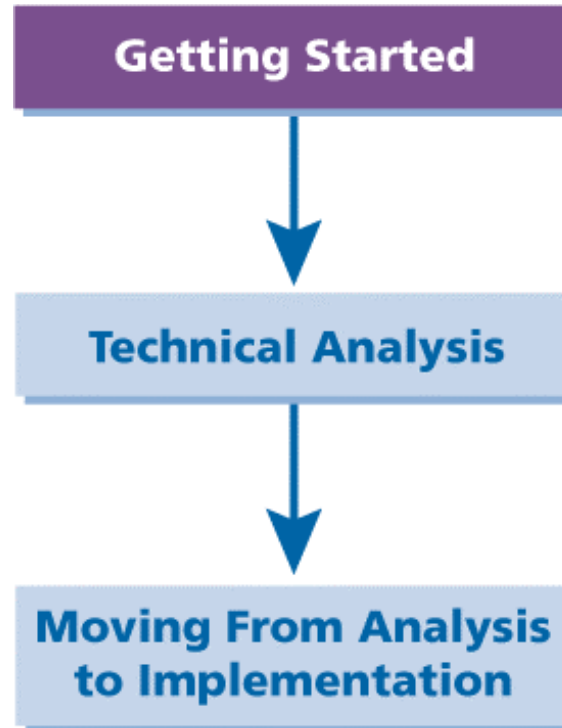 Getting Started
Technical Analysis
Moving From Analysis
to Implementation